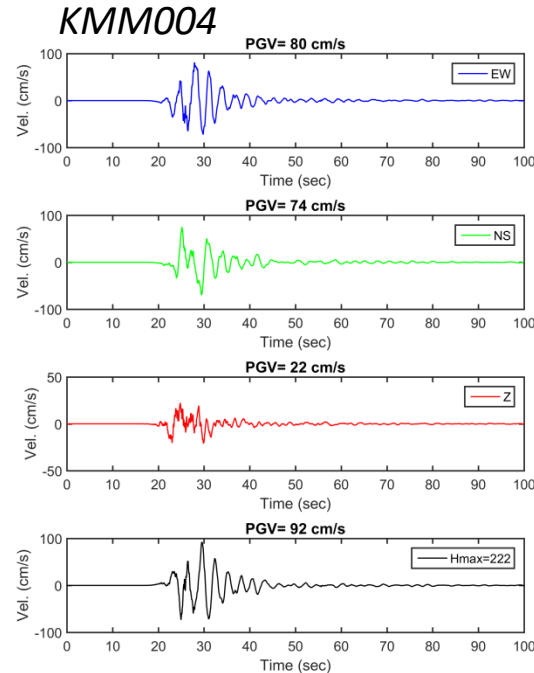 KMM004
PGV= 80 cm/s
Vel. (cm/s)
100
0
-100
EW
0 10 20 30 40 50 60 70 80 90 100
Time (sec)
PGV= 74 cm/s
Vel. (cm/s)
100
0
-100
NS
0 10 20 30 40 50 60 70 80 90 100
Time (sec)
PGV= 22 cm/s
Vel. (cm/s)
50
0
-50
Z
0 10 20 30 40 50 60 70 80 90 100
Time (sec)
PGV= 92 cm/s
Vel. (cm/s)
100
0
-100
Hmax=222
0 10 20 30 40 50 60 70 80 90 100
Time (sec)